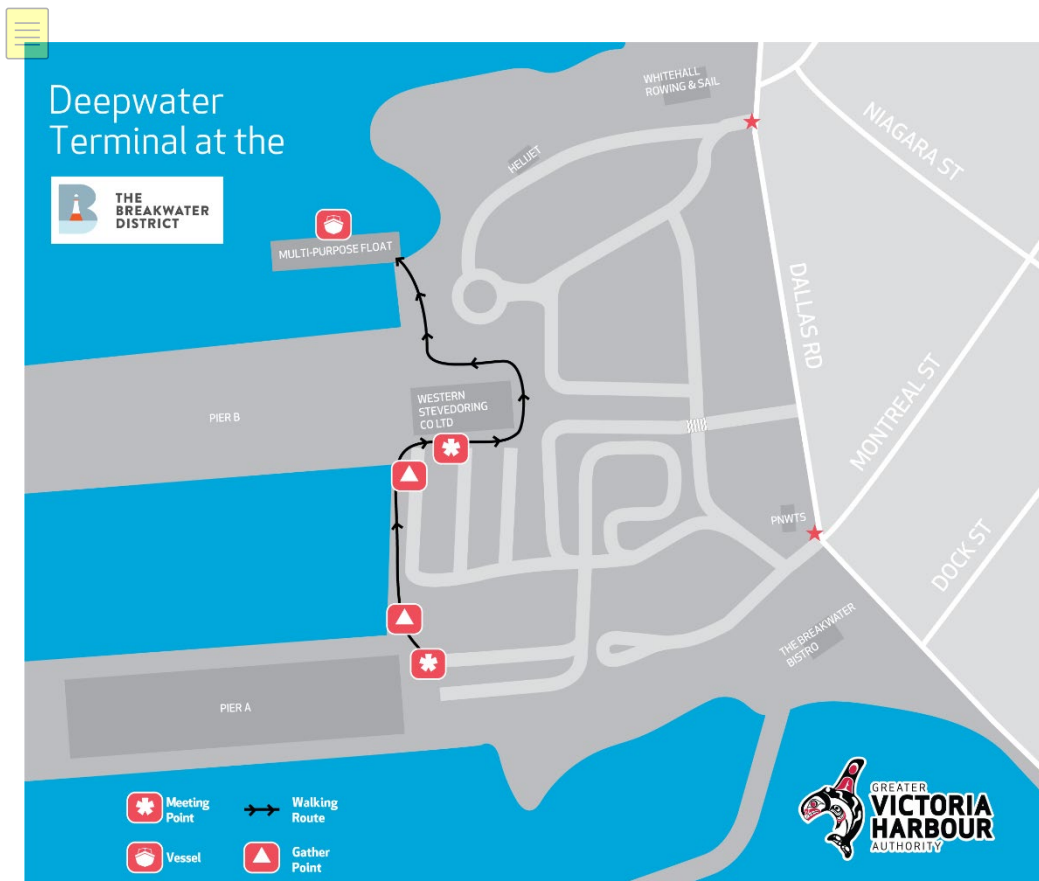 Deepwater
Terminal at the
THE
BREAKWATER
DISTRICT
WHITEHALL
ROWING & SAIL
NIAGARA ST
HELIJET
MULTI-PURPOSE FLOAT
DALLAS RD
WESTERN
STEVEDORING
CO LTD
PIER B
MONTREAL ST
PNWTS
DOCK ST
THE BREAKWATER
BISTRO
PIER A
Meeting
Point
Walking
Route
Vessel
Gather
Point
GREATER
VICTORIA
HARBOUR
AUTHORITY